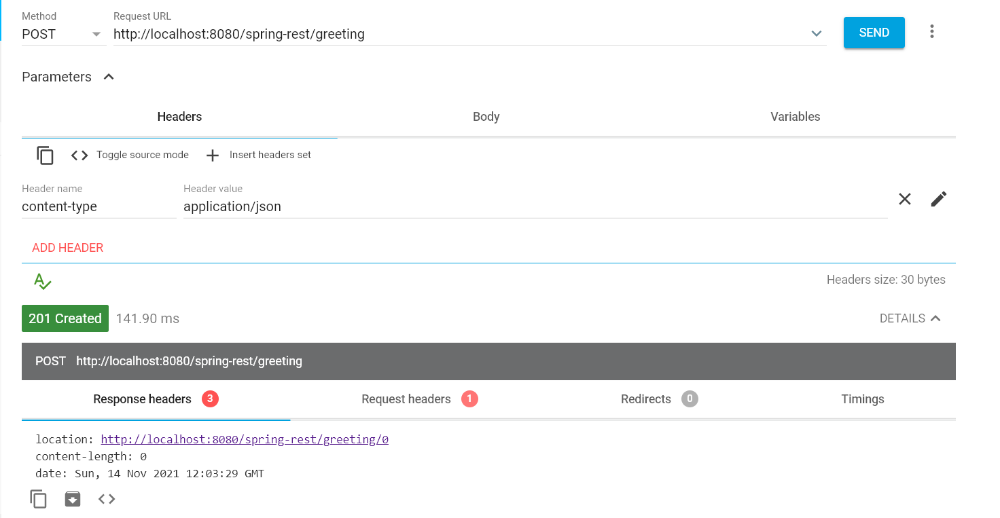 Method Request URL
POST http://localhost:8080/spring-rest/greeting SEND
Parameters
Headers Body Variables
Toggle source mode Insert headers set
Header name Header value
content-type application/json
ADD HEADER
Headers size: 30 bytes
201 Created 141.90 ms DETAILS
POST http://localhost:8080/spring-rest/greeting
Response headers 3 Request headers 1 Redirects 0 Timings
location: http://localhost:8080/spring-rest/greeting/0
content-length: 0
date: Sun, 14 Nov 2021 12:03:29 GMT